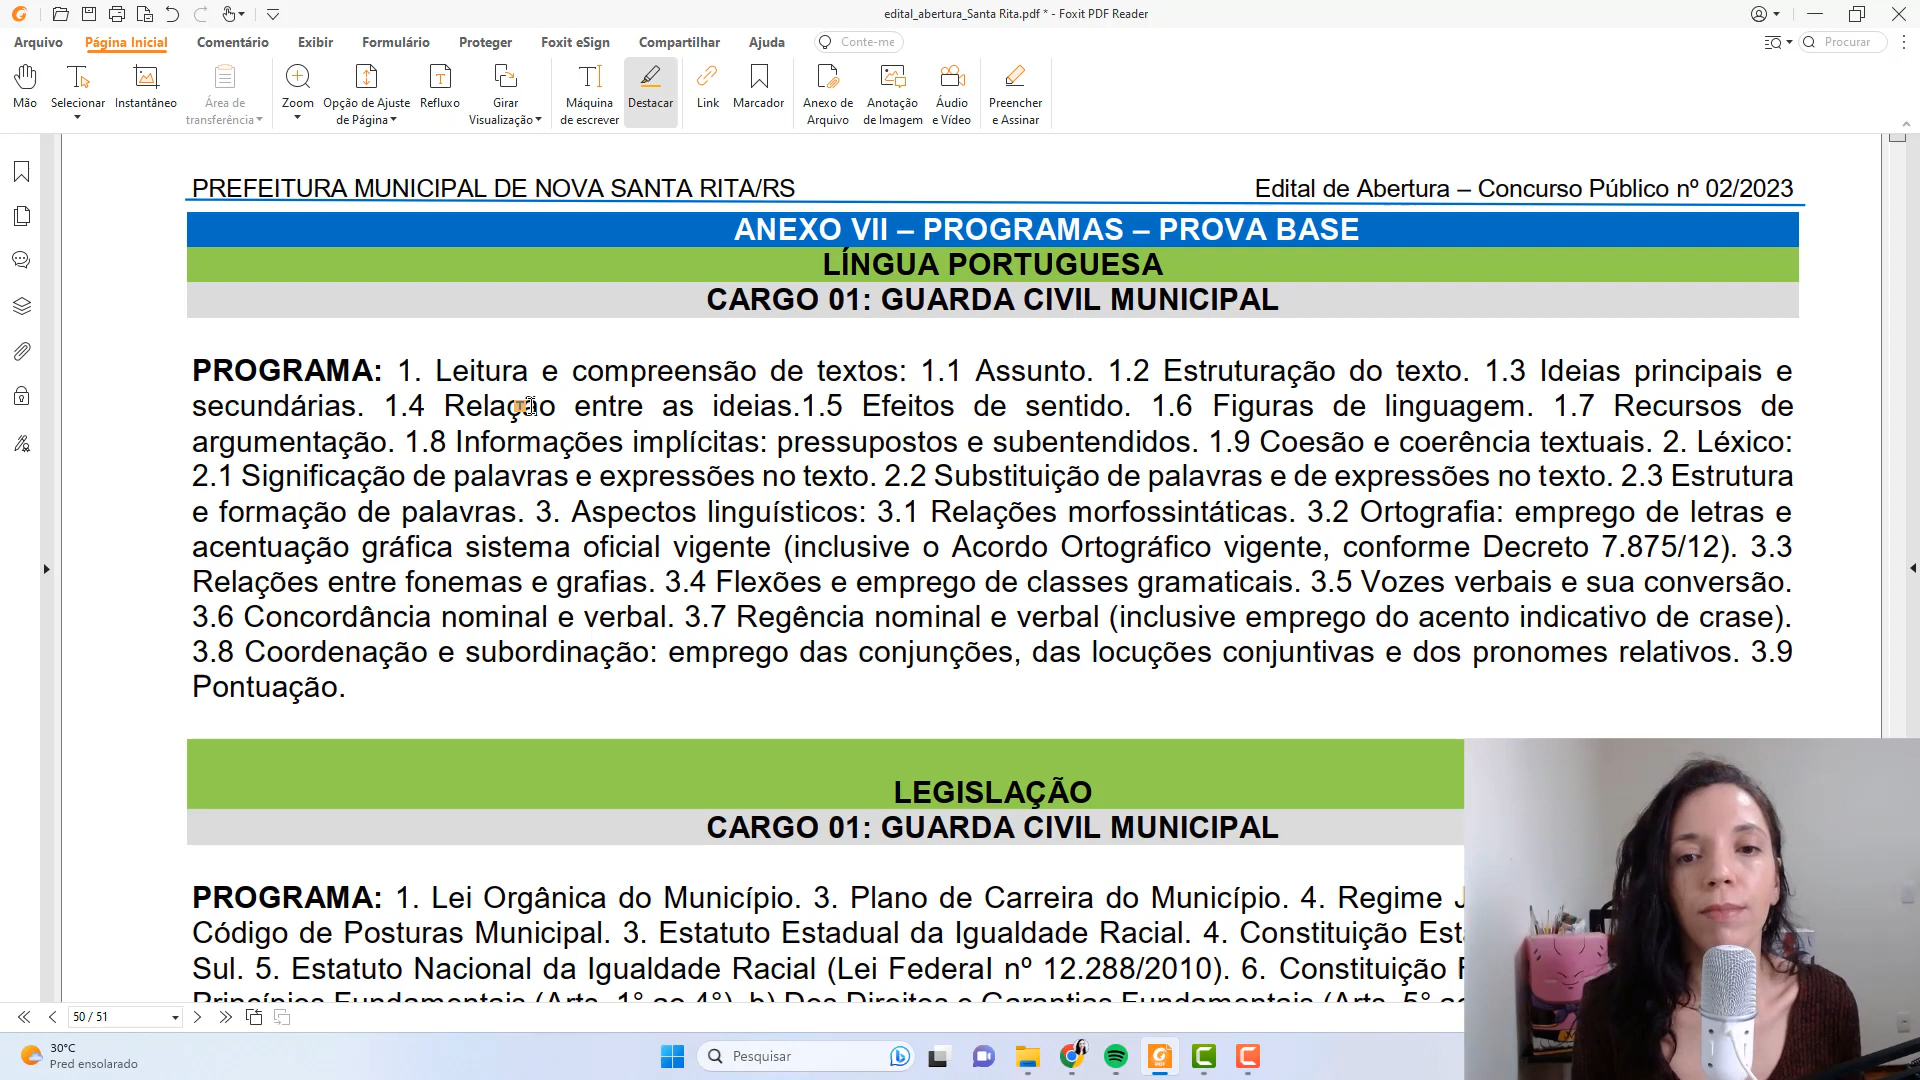 edital_abertura_Santa Rita.pdf * - Foxit PDF Reader
Arquivo Página Inicial Comentário Exibir Formulário Proteger Foxit eSign Compartilhar Ajuda Conte-me Procurar
Mão
Selecionar
Instantâneo
Área de
transferência
Zoom
Opção de Ajuste
de Página
Refluxo
Girar
Visualização
Máquina
de escrever
Destacar
Link
Marcador
Anexo de
Arquivo
Anotação
de Imagem
Áudio
e Vídeo
Preencher
e Assinar
PREFEITURA MUNICIPAL DE NOVA SANTA RITA/RS Edital de Abertura – Concurso Público nº 02/2023
ANEXO VII – PROGRAMAS – PROVA BASE
LÍNGUA PORTUGUESA
CARGO 01: GUARDA CIVIL MUNICIPAL
PROGRAMA: 1. Leitura e compreensão de textos: 1.1 Assunto. 1.2 Estruturação do texto. 1.3 Ideias principais e
secundárias. 1.4 Relação entre as ideias.1.5 Efeitos de sentido. 1.6 Figuras de linguagem. 1.7 Recursos de
argumentação. 1.8 Informações implícitas: pressupostos e subentendidos. 1.9 Coesão e coerência textuais. 2. Léxico:
2.1 Significação de palavras e expressões no texto. 2.2 Substituição de palavras e de expressões no texto. 2.3 Estrutura
e formação de palavras. 3. Aspectos linguísticos: 3.1 Relações morfossintáticas. 3.2 Ortografia: emprego de letras e
acentuação gráfica sistema oficial vigente (inclusive o Acordo Ortográfico vigente, conforme Decreto 7.875/12). 3.3
Relações entre fonemas e grafias. 3.4 Flexões e emprego de classes gramaticais. 3.5 Vozes verbais e sua conversão.
3.6 Concordância nominal e verbal. 3.7 Regência nominal e verbal (inclusive emprego do acento indicativo de crase).
3.8 Coordenação e subordinação: emprego das conjunções, das locuções conjuntivas e dos pronomes relativos. 3.9
Pontuação.
LEGISLAÇÃO
CARGO 01: GUARDA CIVIL MUNICIPAL
PROGRAMA: 1. Lei Orgânica do Município. 3. Plano de Carreira do Município. 4. Regime
Código de Posturas Municipal. 3. Estatuto Estadual da Igualdade Racial. 4. Constituição
Sul. 5. Estatuto Nacional da Igualdade Racial (Lei Federal nº 12.288/2010). 6. Constituição
Princípios Fundamentais (Arts. 1° ao 4°), b) Dos Direitos e Garantias Fundamentais (Arts. 5°
50 / 51
30°C
Pred ensolarado
Pesquisar